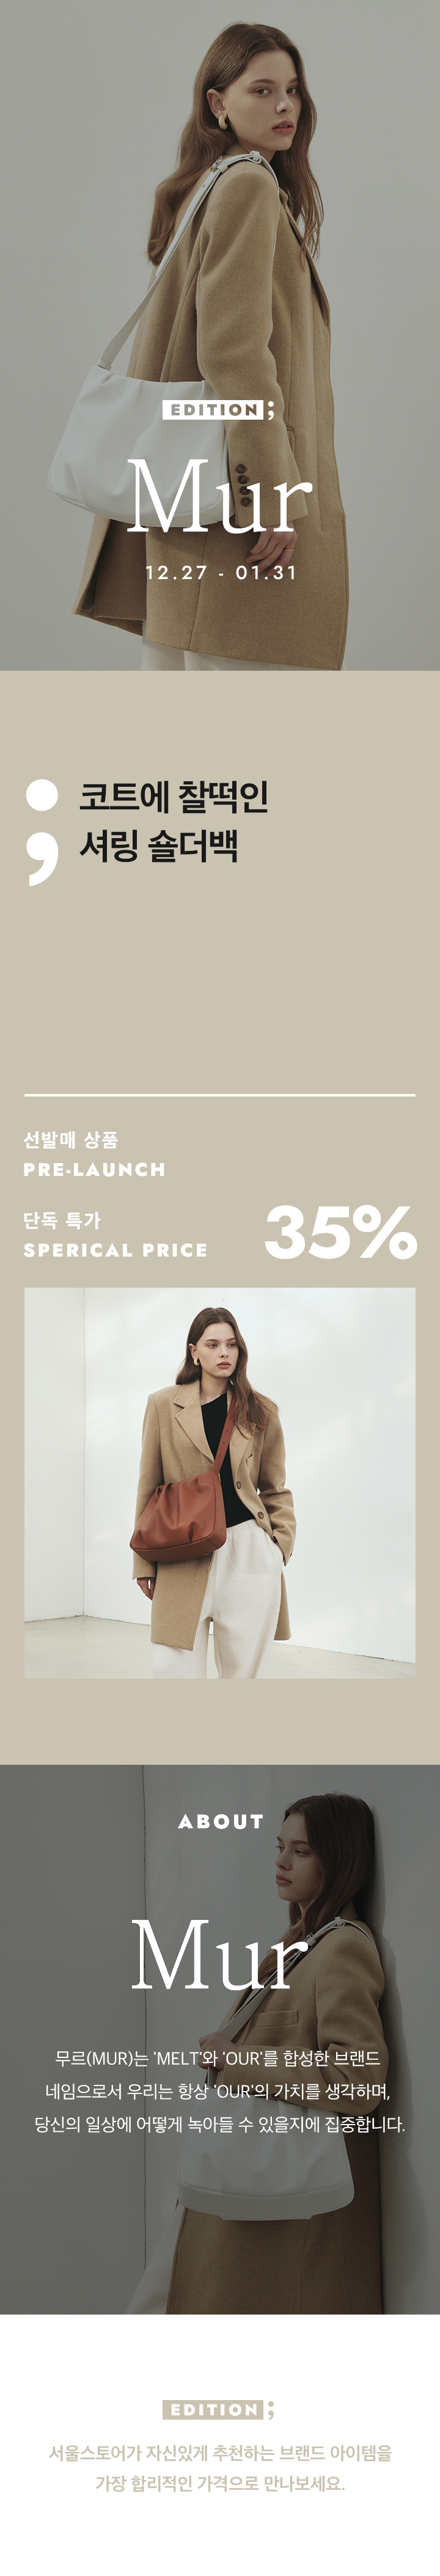 EDITION;
Mur
12.27 - 01.31
; 코트에 찰떡인
셔링 숄더백
선발매 상품
PRE-LAUNCH
단독 특가
SPERICAL PRICE
35%
ABOUT
Mur
무르(MUR)는 'MELT'와 'OUR'를 합성한 브랜드
네임으로서 우리는 항상 'OUR'의 가치를 생각하며,
당신의 일상에 어떻게 녹아들 수 있을지에 집중합니다.
EDITION;
서울스토어가 자신있게 추천하는 브랜드 아이템을
가장 합리적인 가격으로 만나보세요.